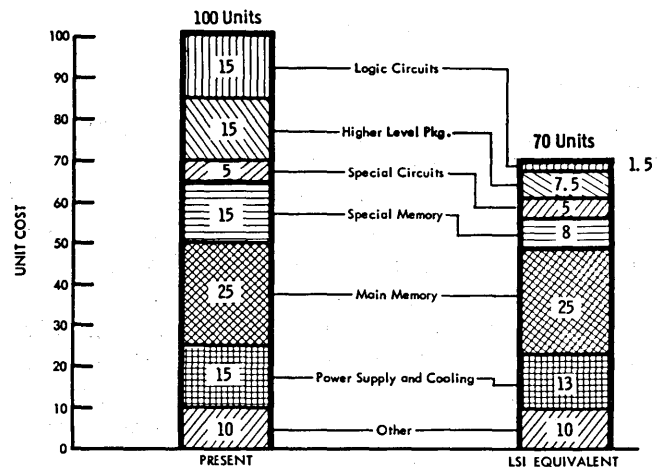 100 Units
100
90
80
70
60
50
40
30
20
10
0
UNIT COST
15
15
5
15
25
15
10
PRESENT
Logic Circuits
Higher Level Pkg.
Special Circuits
Special Memory
Main Memory
Power Supply and Cooling
Other
70 Units
1.5
7.5
5
8
25
13
10
LSI EQUIVALENT